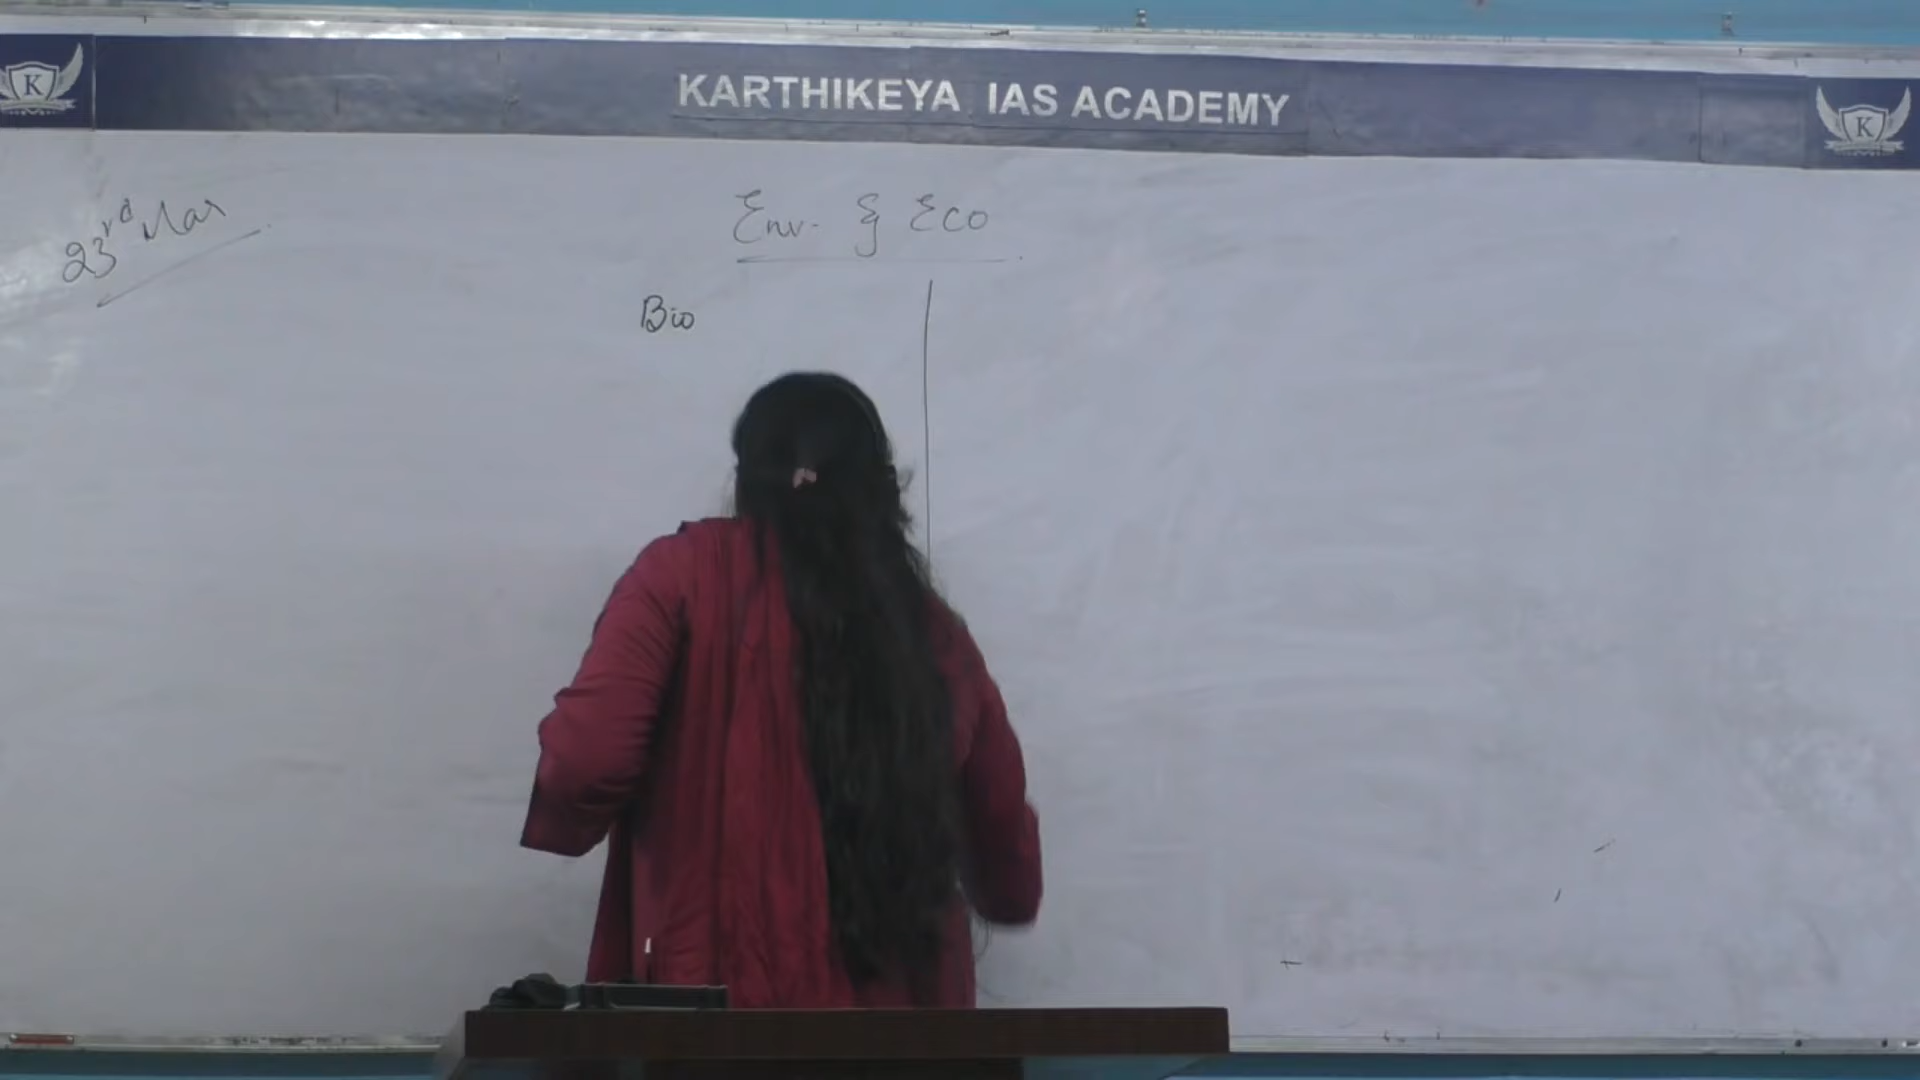 K
KARTHIKEYA IAS ACADEMY
K
23rd Mar
Env. & Eco
Bio